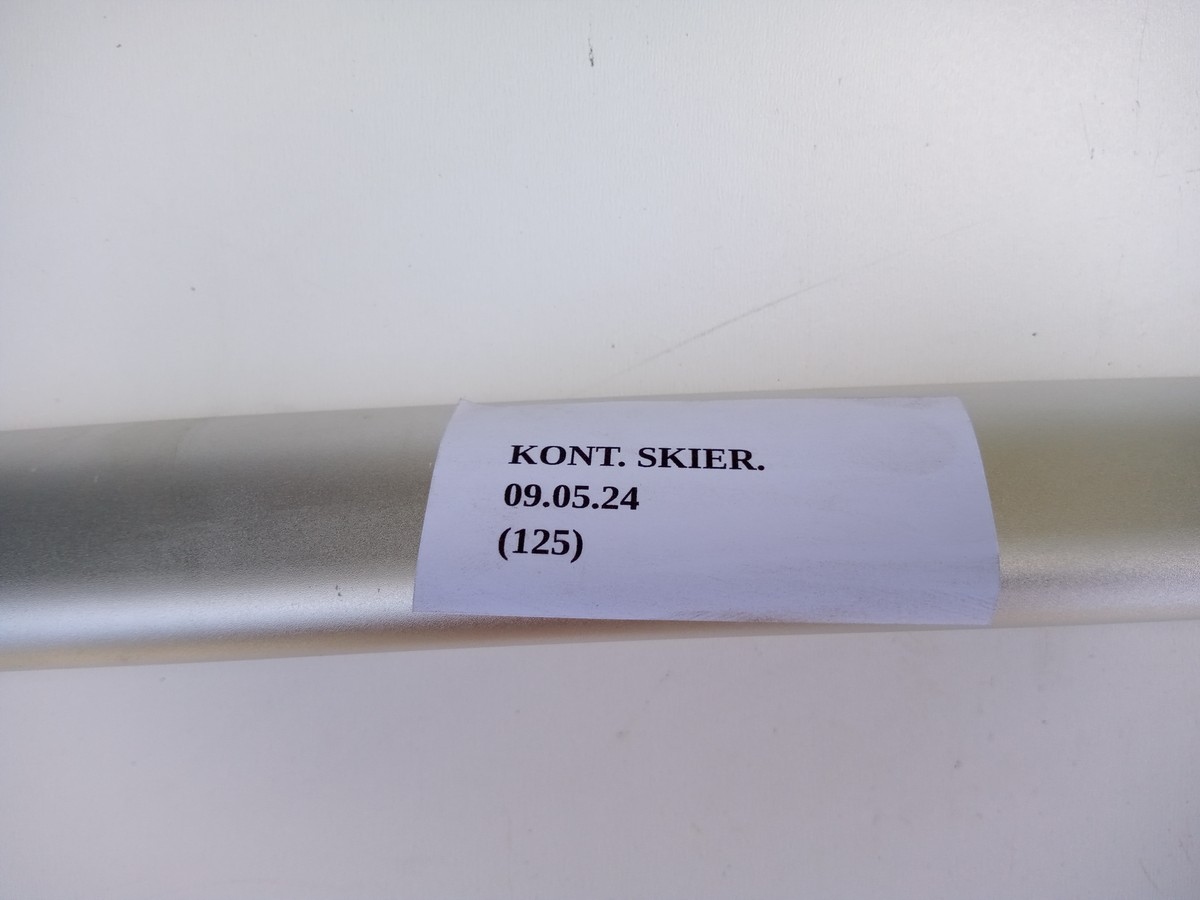 KONT. SKIER.
09.05.24
(125)